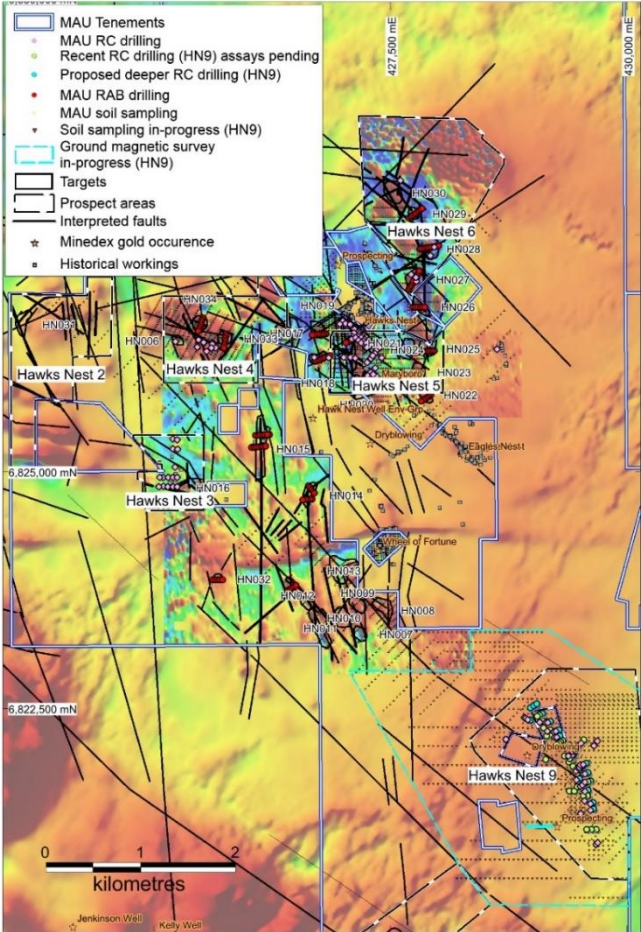 427,500 mE
430,000 mE
MAU Tenements
MAU RC drilling
Recent RC drilling (HN9) assays pending
Proposed deeper RC drilling (HN9)
MAU RAB drilling
MAU soil sampling
Soil sampling in-progress (HN9)
Ground magnetic survey
in-progress (HN9)
Targets
Prospect areas
Interpreted faults
Minedex gold occurence
Historical workings
HN030
HN029
Hawks Nest 6
HN028
Prospecting
HN027
HN026
HN019
HN034
Hawks Nest
HN031
HN006
HN033
HN017
HN021
HN024
HN025
Hawks Nest 2
Hawks Nest 4
HN018
Maryboro
HN023
Hawks Nest 5
HN022
Hawk Nest Well Env Grp
Dryblowing
Eagles Nest t
HN015
6,825,000 mN
HN016
Hawks Nest 3
HN014
Wheel of Fortune
HN032
HN013
HN012
HN009
HN008
HN010
HN011
HN007
6,822,500 mN
Dryblowing
Hawks Nest 9
Prospecting
0 1 2
kilometres
Jenkinson Well
Kelly Well